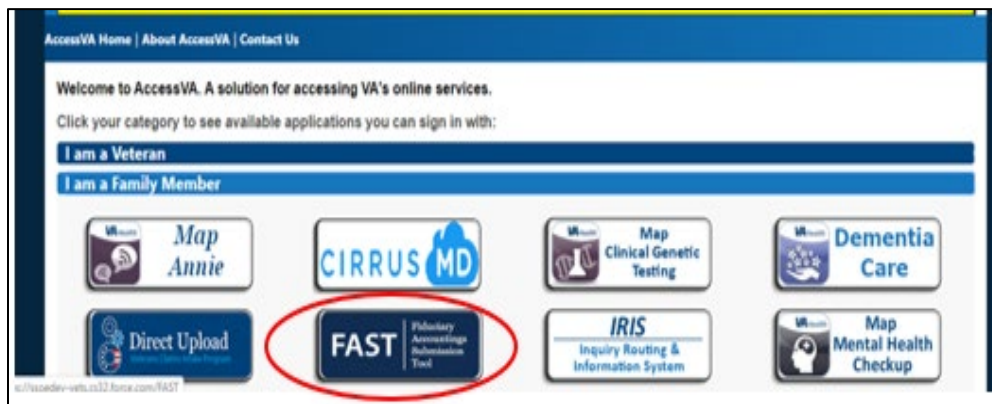 AccessVA Home | About AccessVA | Contact Us
Welcome to AccessVA. A solution for accessing VA's online services.
Click your category to see available applications you can sign in with:
I am a Veteran
I am a Family Member
Map
Annie
CIRRUS MD
Map
Clinical Genetic
Testing
Dementia
Care
Direct Upload
FAST
Fiduciary
Accountings
Submission
Tool
IRIS
Inquiry Routing &
Information System
Map
Mental Health
Checkup